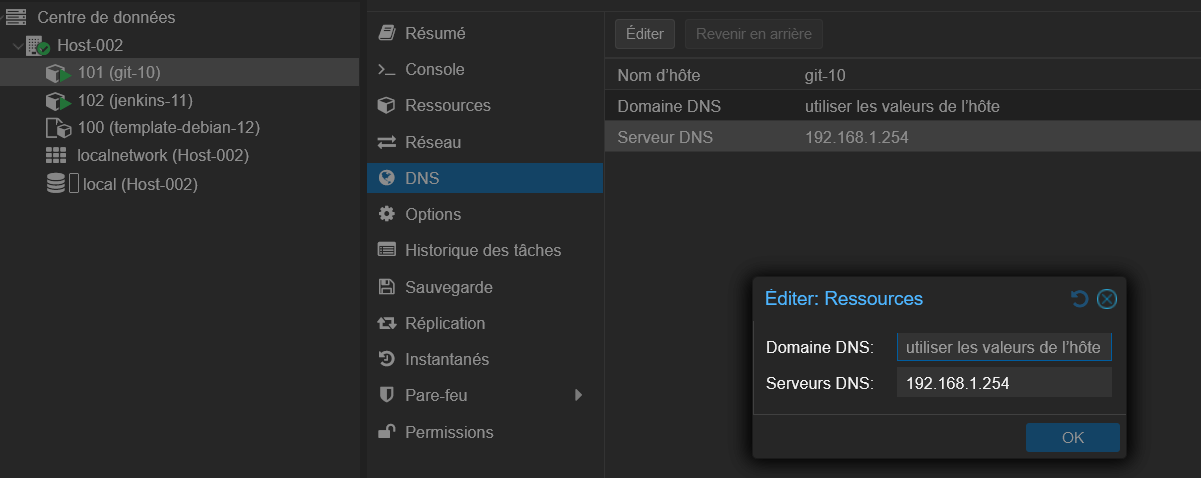 Centre de données
Host-002
101 (git-10)
102 (jenkins-11)
100 (template-debian-12)
localnetwork (Host-002)
local (Host-002)
Résumé
Console
Ressources
Réseau
DNS
Options
Historique des tâches
Sauvegarde
Réplication
Instantanés
Pare-feu
Permissions
Éditer Revenir en arrière
Nom d'hôte git-10
Domaine DNS utiliser les valeurs de l'hôte
Serveur DNS 192.168.1.254
Éditer: Ressources
Domaine DNS: utiliser les valeurs de l'hôte
Serveurs DNS: 192.168.1.254
OK